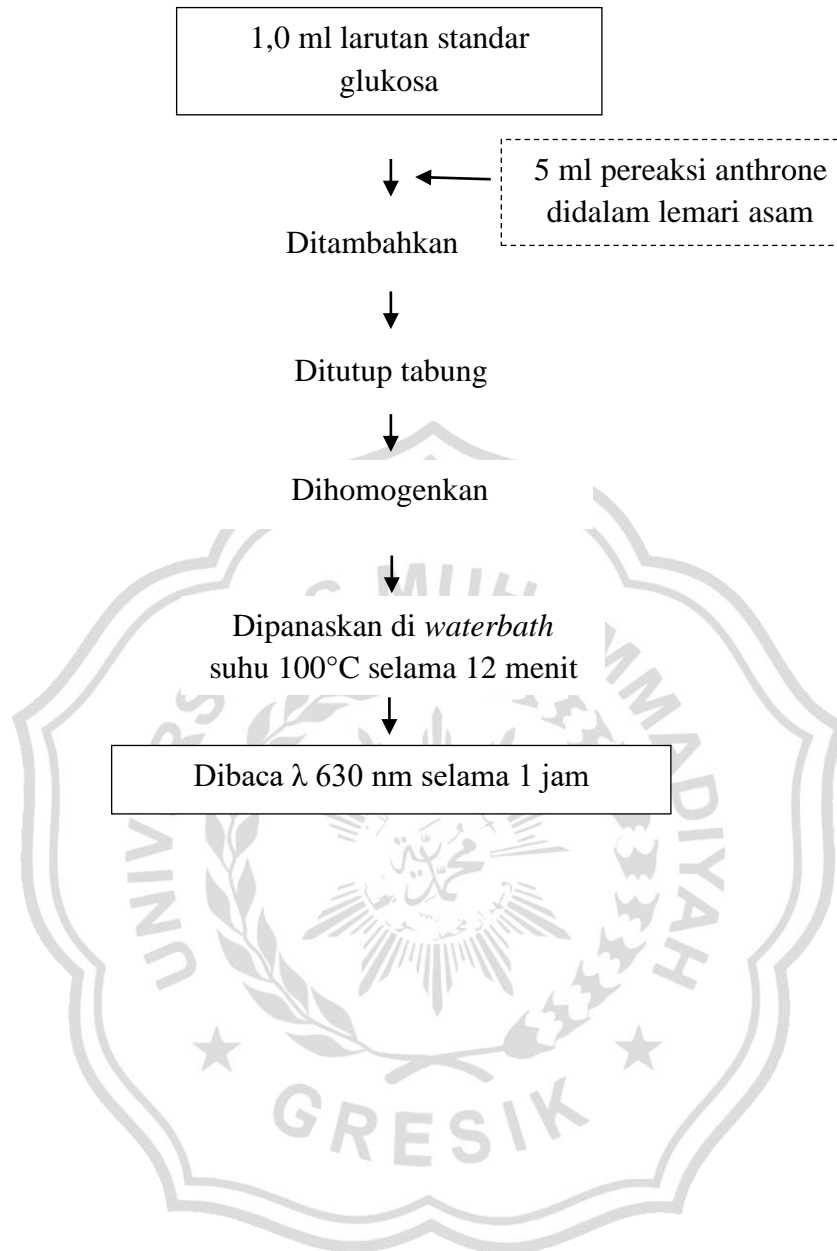 1,0 ml larutan standar
glukosa
5 ml pereaksi anthrone
didalam lemari asam
Ditambahkan
Ditutup tabung
Dihomogenkan
Dipanaskan di waterbath
suhu 100°C selama 12 menit
Dibaca λ 630 nm selama 1 jam
GRESIK